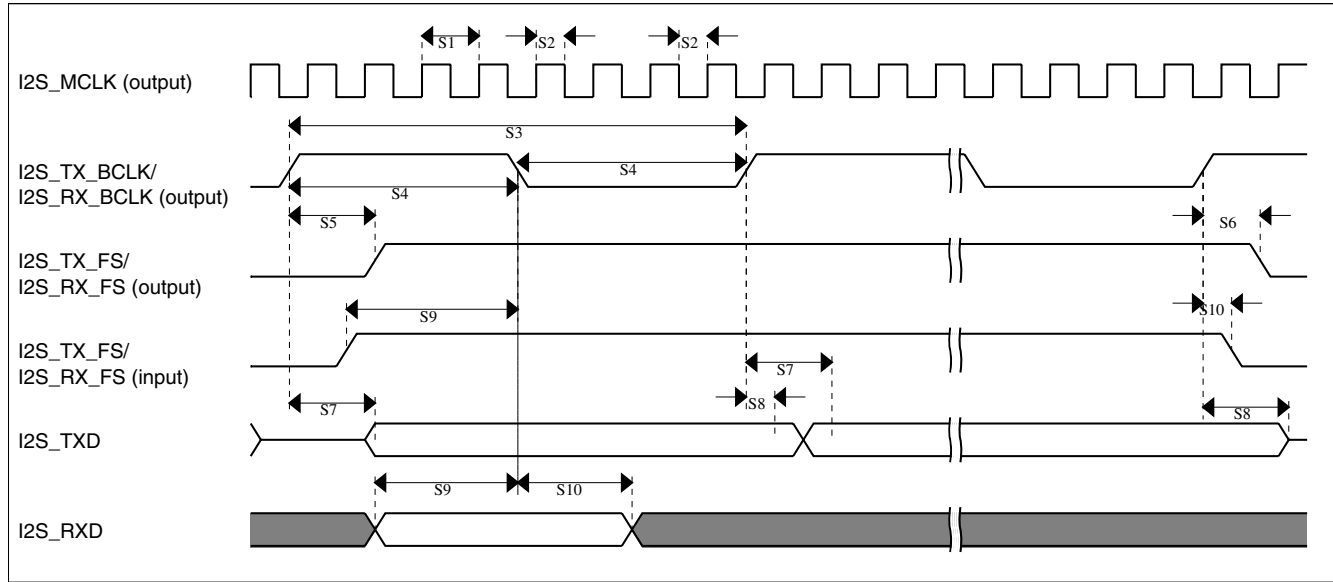 S1
S2
S2
I2S_MCLK (output)
S3
I2S_TX_BCLK/
I2S_RX_BCLK (output)
S4
S4
S5
S6
I2S_TX_FS/
I2S_RX_FS (output)
S9
S10
I2S_TX_FS/
I2S_RX_FS (input)
S7
S7
S8
S8
I2S_TXD
S9
S10
I2S_RXD